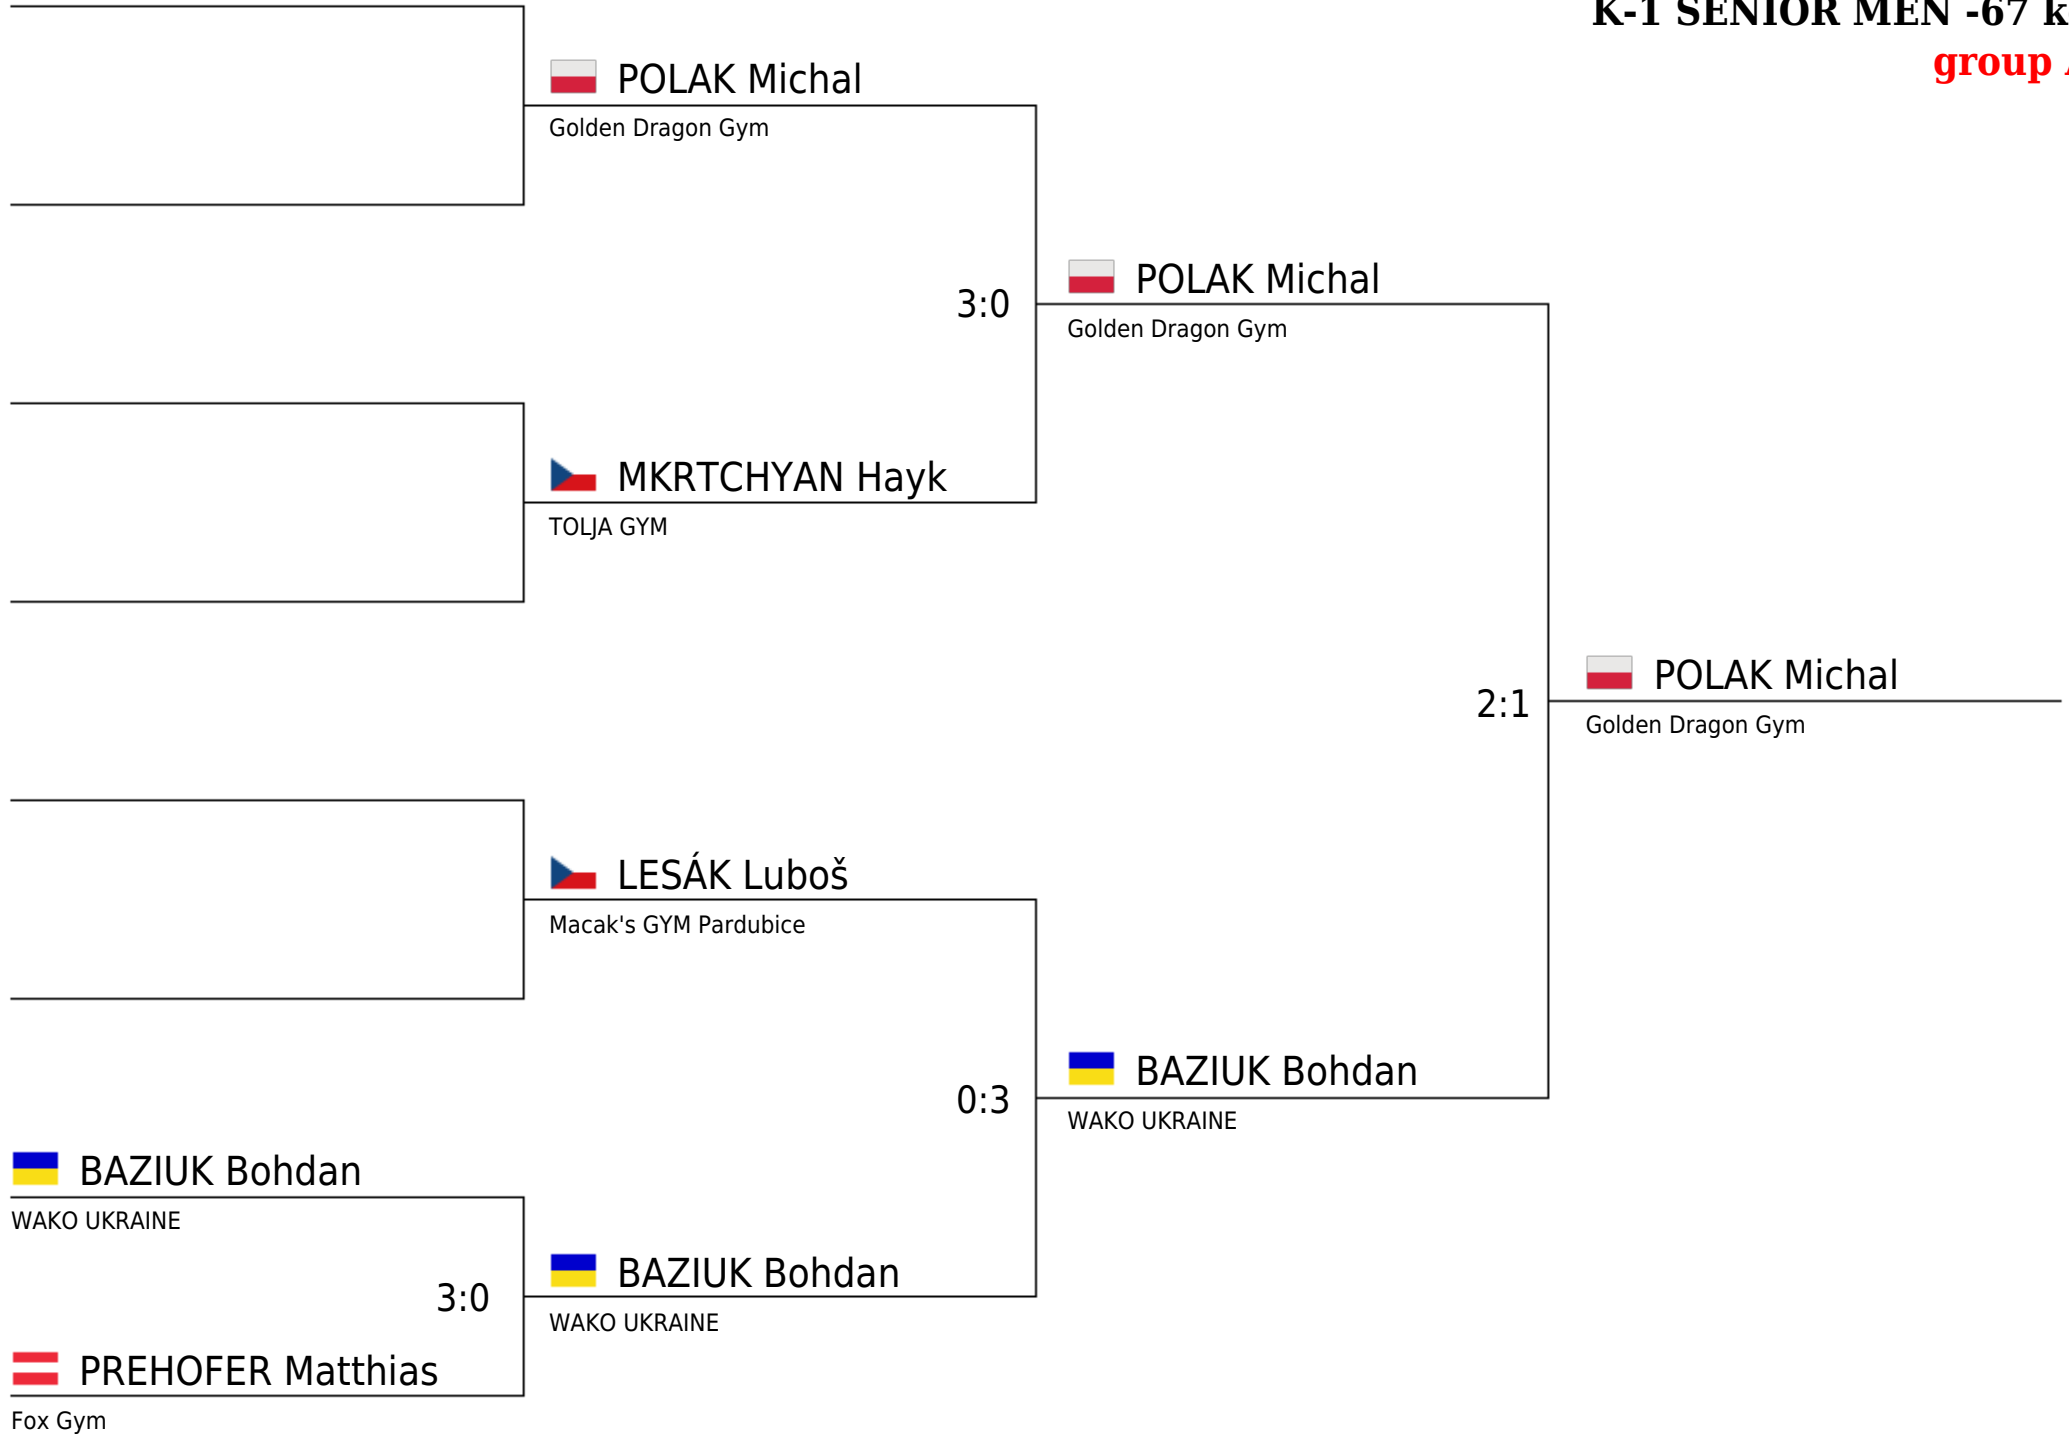 K-1 SENIOR MEN -67 k
group
POLAK Michal
Golden Dragon Gym
3:0
POLAK Michal
Golden Dragon Gym
MKRTCHYAN Hayk
TOLJA GYM
2:1
POLAK Michal
Golden Dragon Gym
LESÁK Luboš
Macak's GYM Pardubice
0:3
BAZIUK Bohdan
WAKO UKRAINE
BAZIUK Bohdan
WAKO UKRAINE
3:0
BAZIUK Bohdan
WAKO UKRAINE
PREHOFER Matthias
Fox Gym